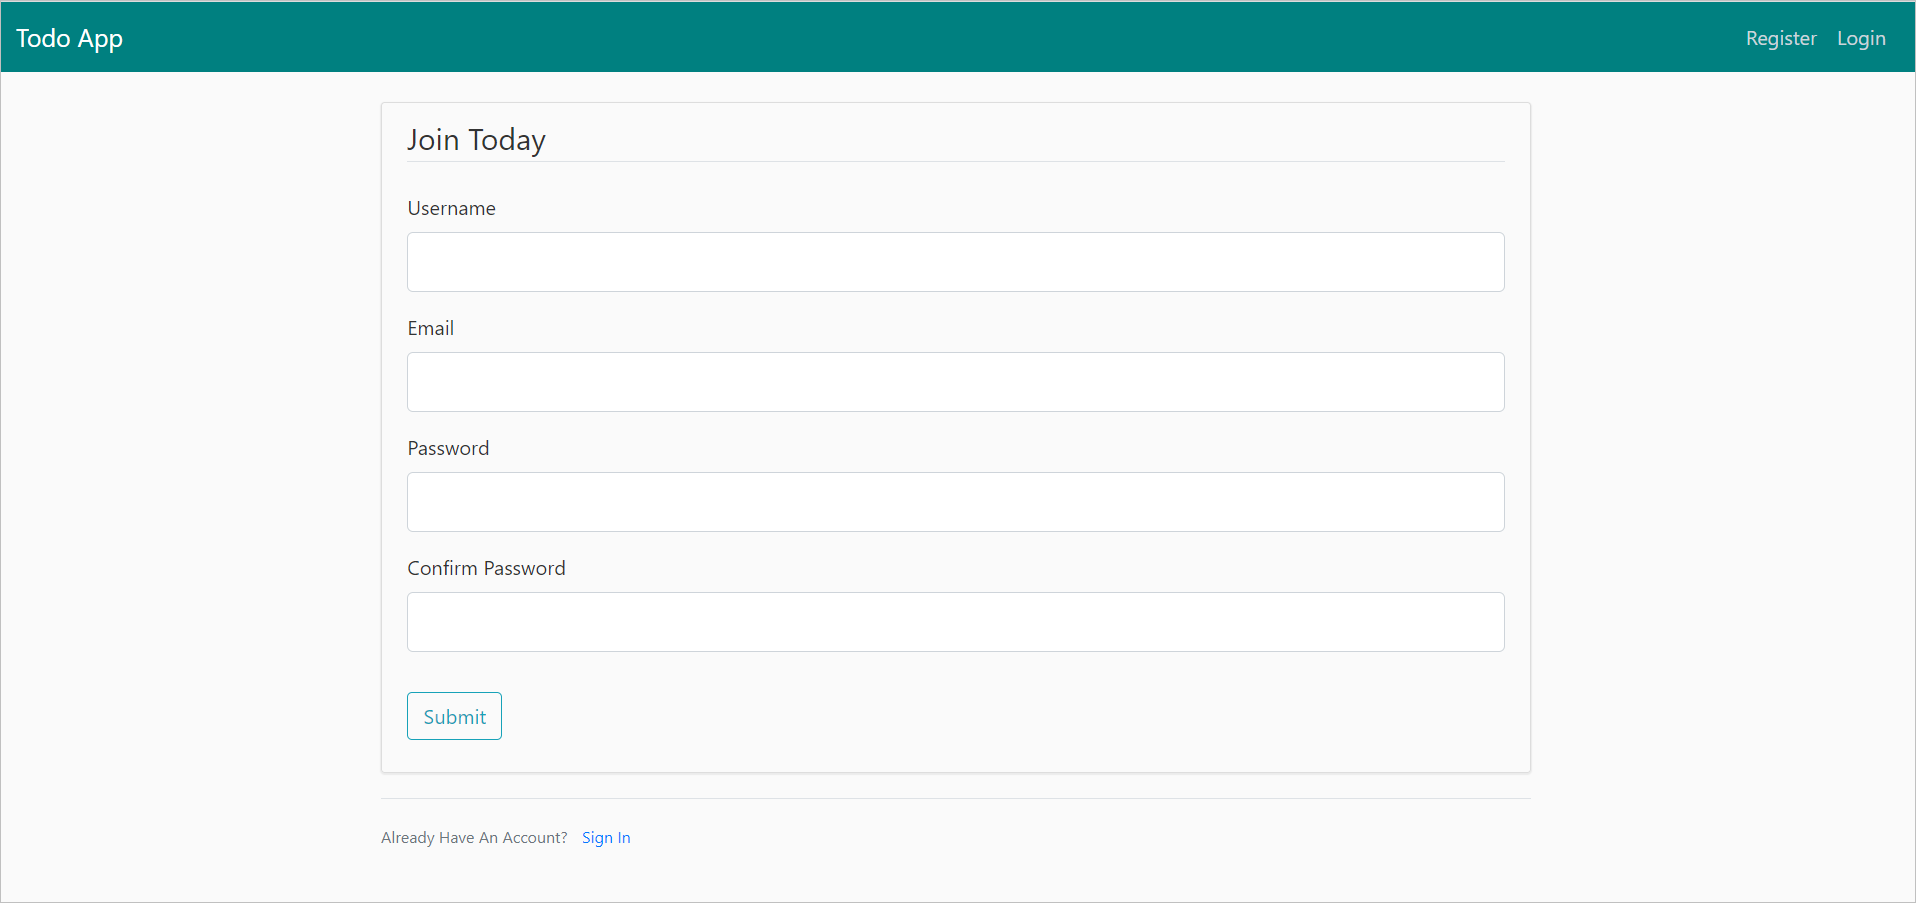 Todo App
Register Login
Join Today
Username
Email
Password
Confirm Password
Submit
Already Have An Account? Sign In